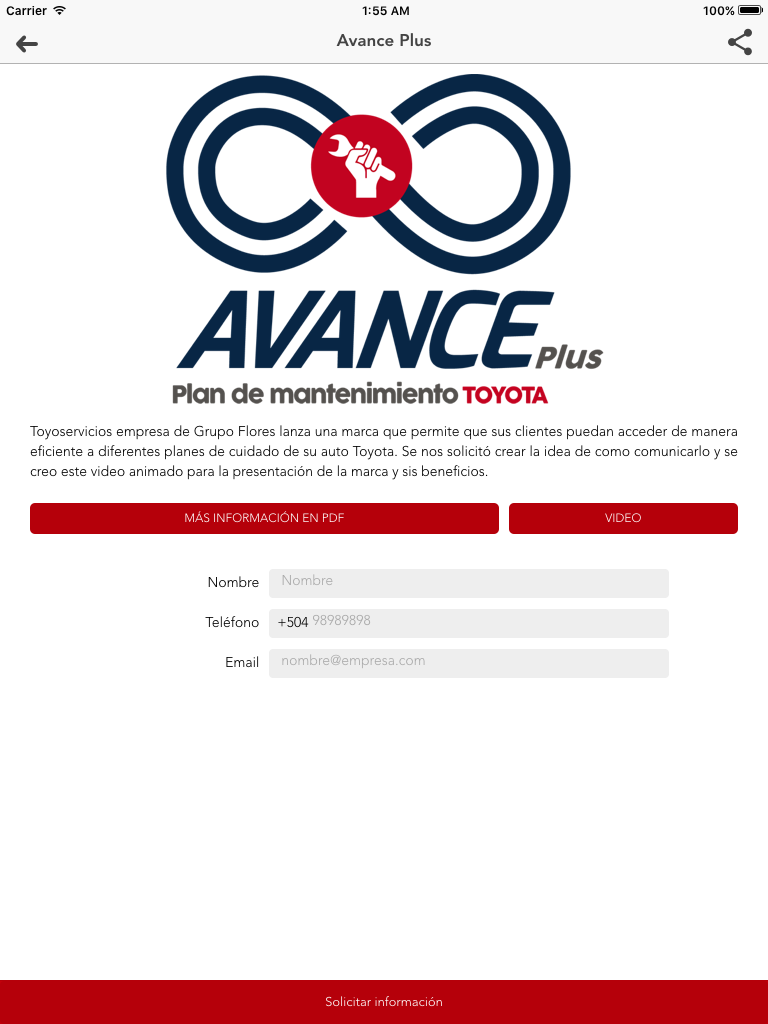 Carrier 1:55 AM 100%
Avance Plus
AVANCE Plus
Plan de mantenimiento TOYOTA
Toyoservicios empresa de Grupo Flores lanza una marca que permite que sus clientes puedan acceder de manera
eficiente a diferentes planes de cuidado de su auto Toyota. Se nos solicitó crear la idea de como comunicarlo y se
creo este video animado para la presentación de la marca y sis beneficios.
MÁS INFORMACIÓN EN PDF VIDEO
Nombre Nombre
Teléfono +504 98989898
Email nombre@empresa.com
Solicitar información